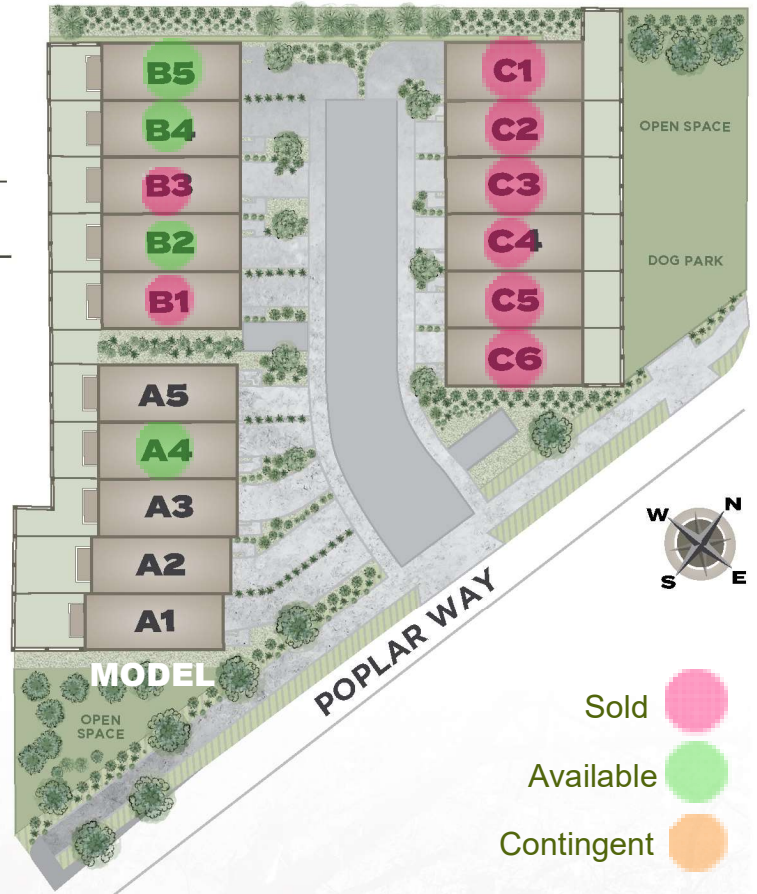 B5
B4
B3
B2
B1
A5
A4
A3
A2
A1
MODEL
OPEN
SPACE
C1
C2
C3
C4
C5
C6
OPEN SPACE
DOG PARK
POPLAR WAY
W
N
S
E
Sold
Available
Contingent